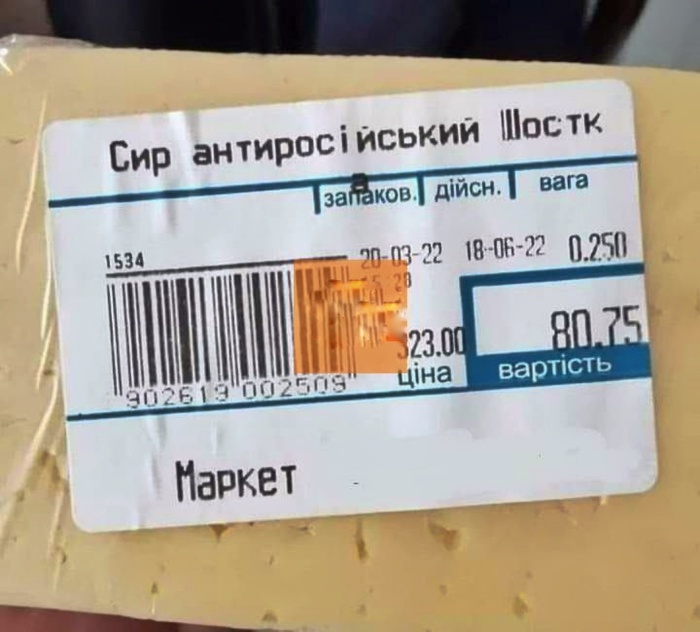 Сир антиросійський Шостк
а
запаков. дійсн. вага
1534
20-03-22 18-06-22 0.250
323.00 80.75
ціна вартість
902619 002509
Маркет